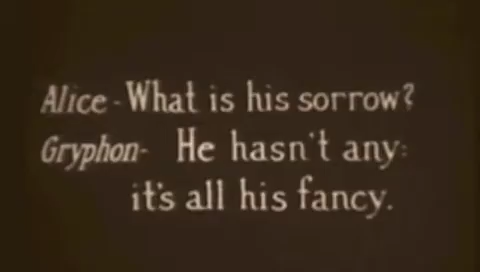 Alice - What is his sorrow?
Gryphon- He hasn't any:
it's all his fancy.